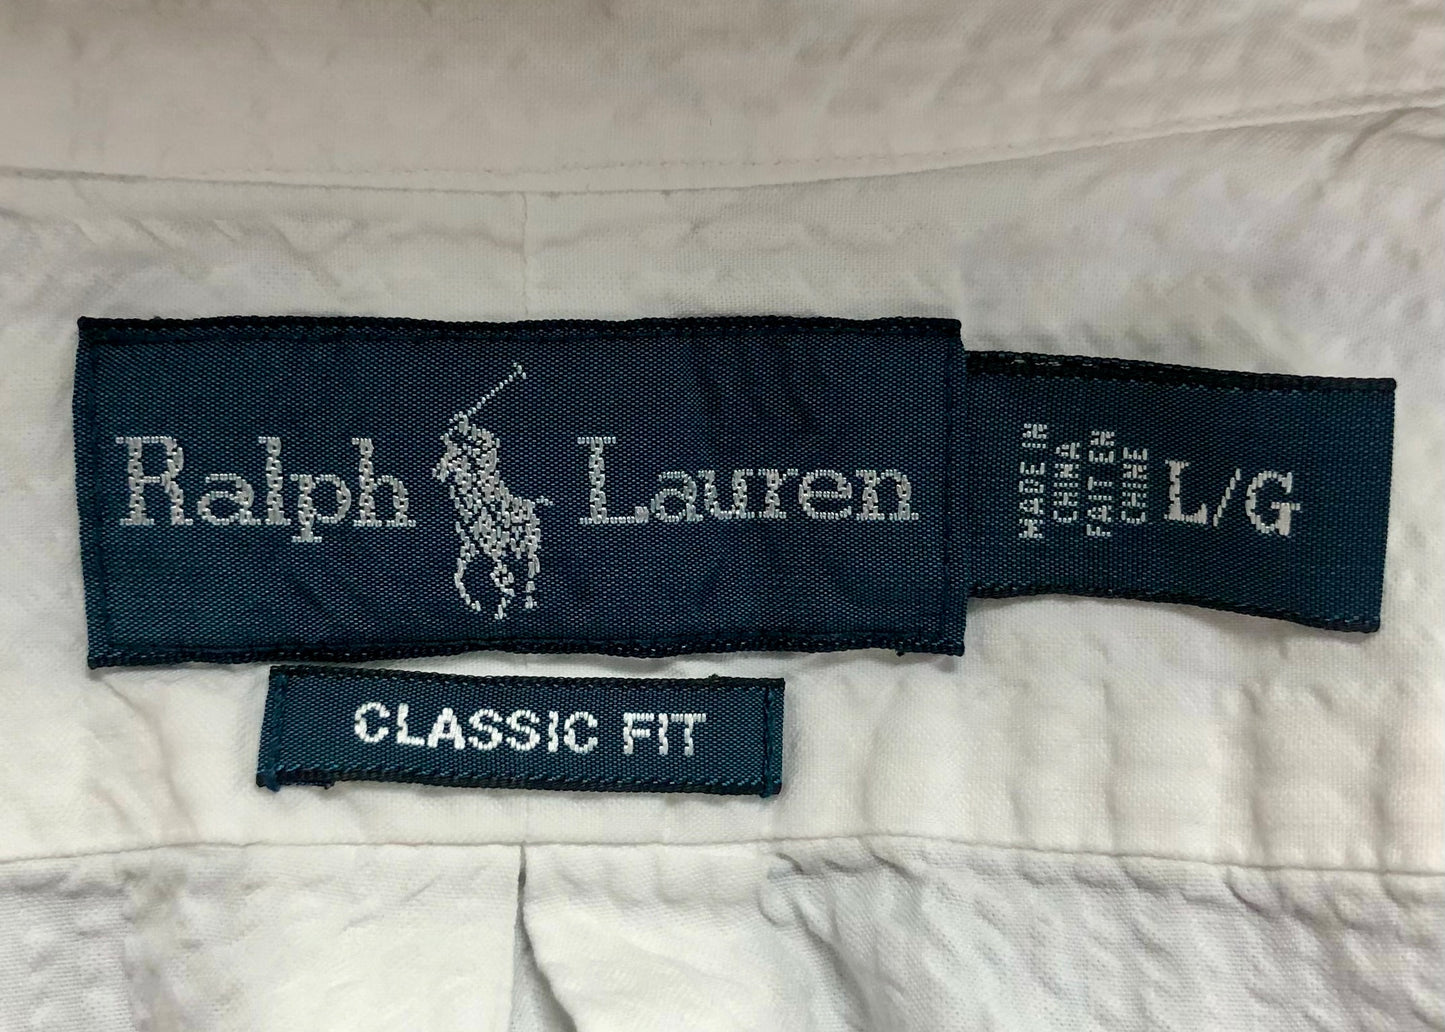 Ralph Lauren
MADE IN
CHINA
FAIT EN
CHINE
L/G
CLASSIC FIT